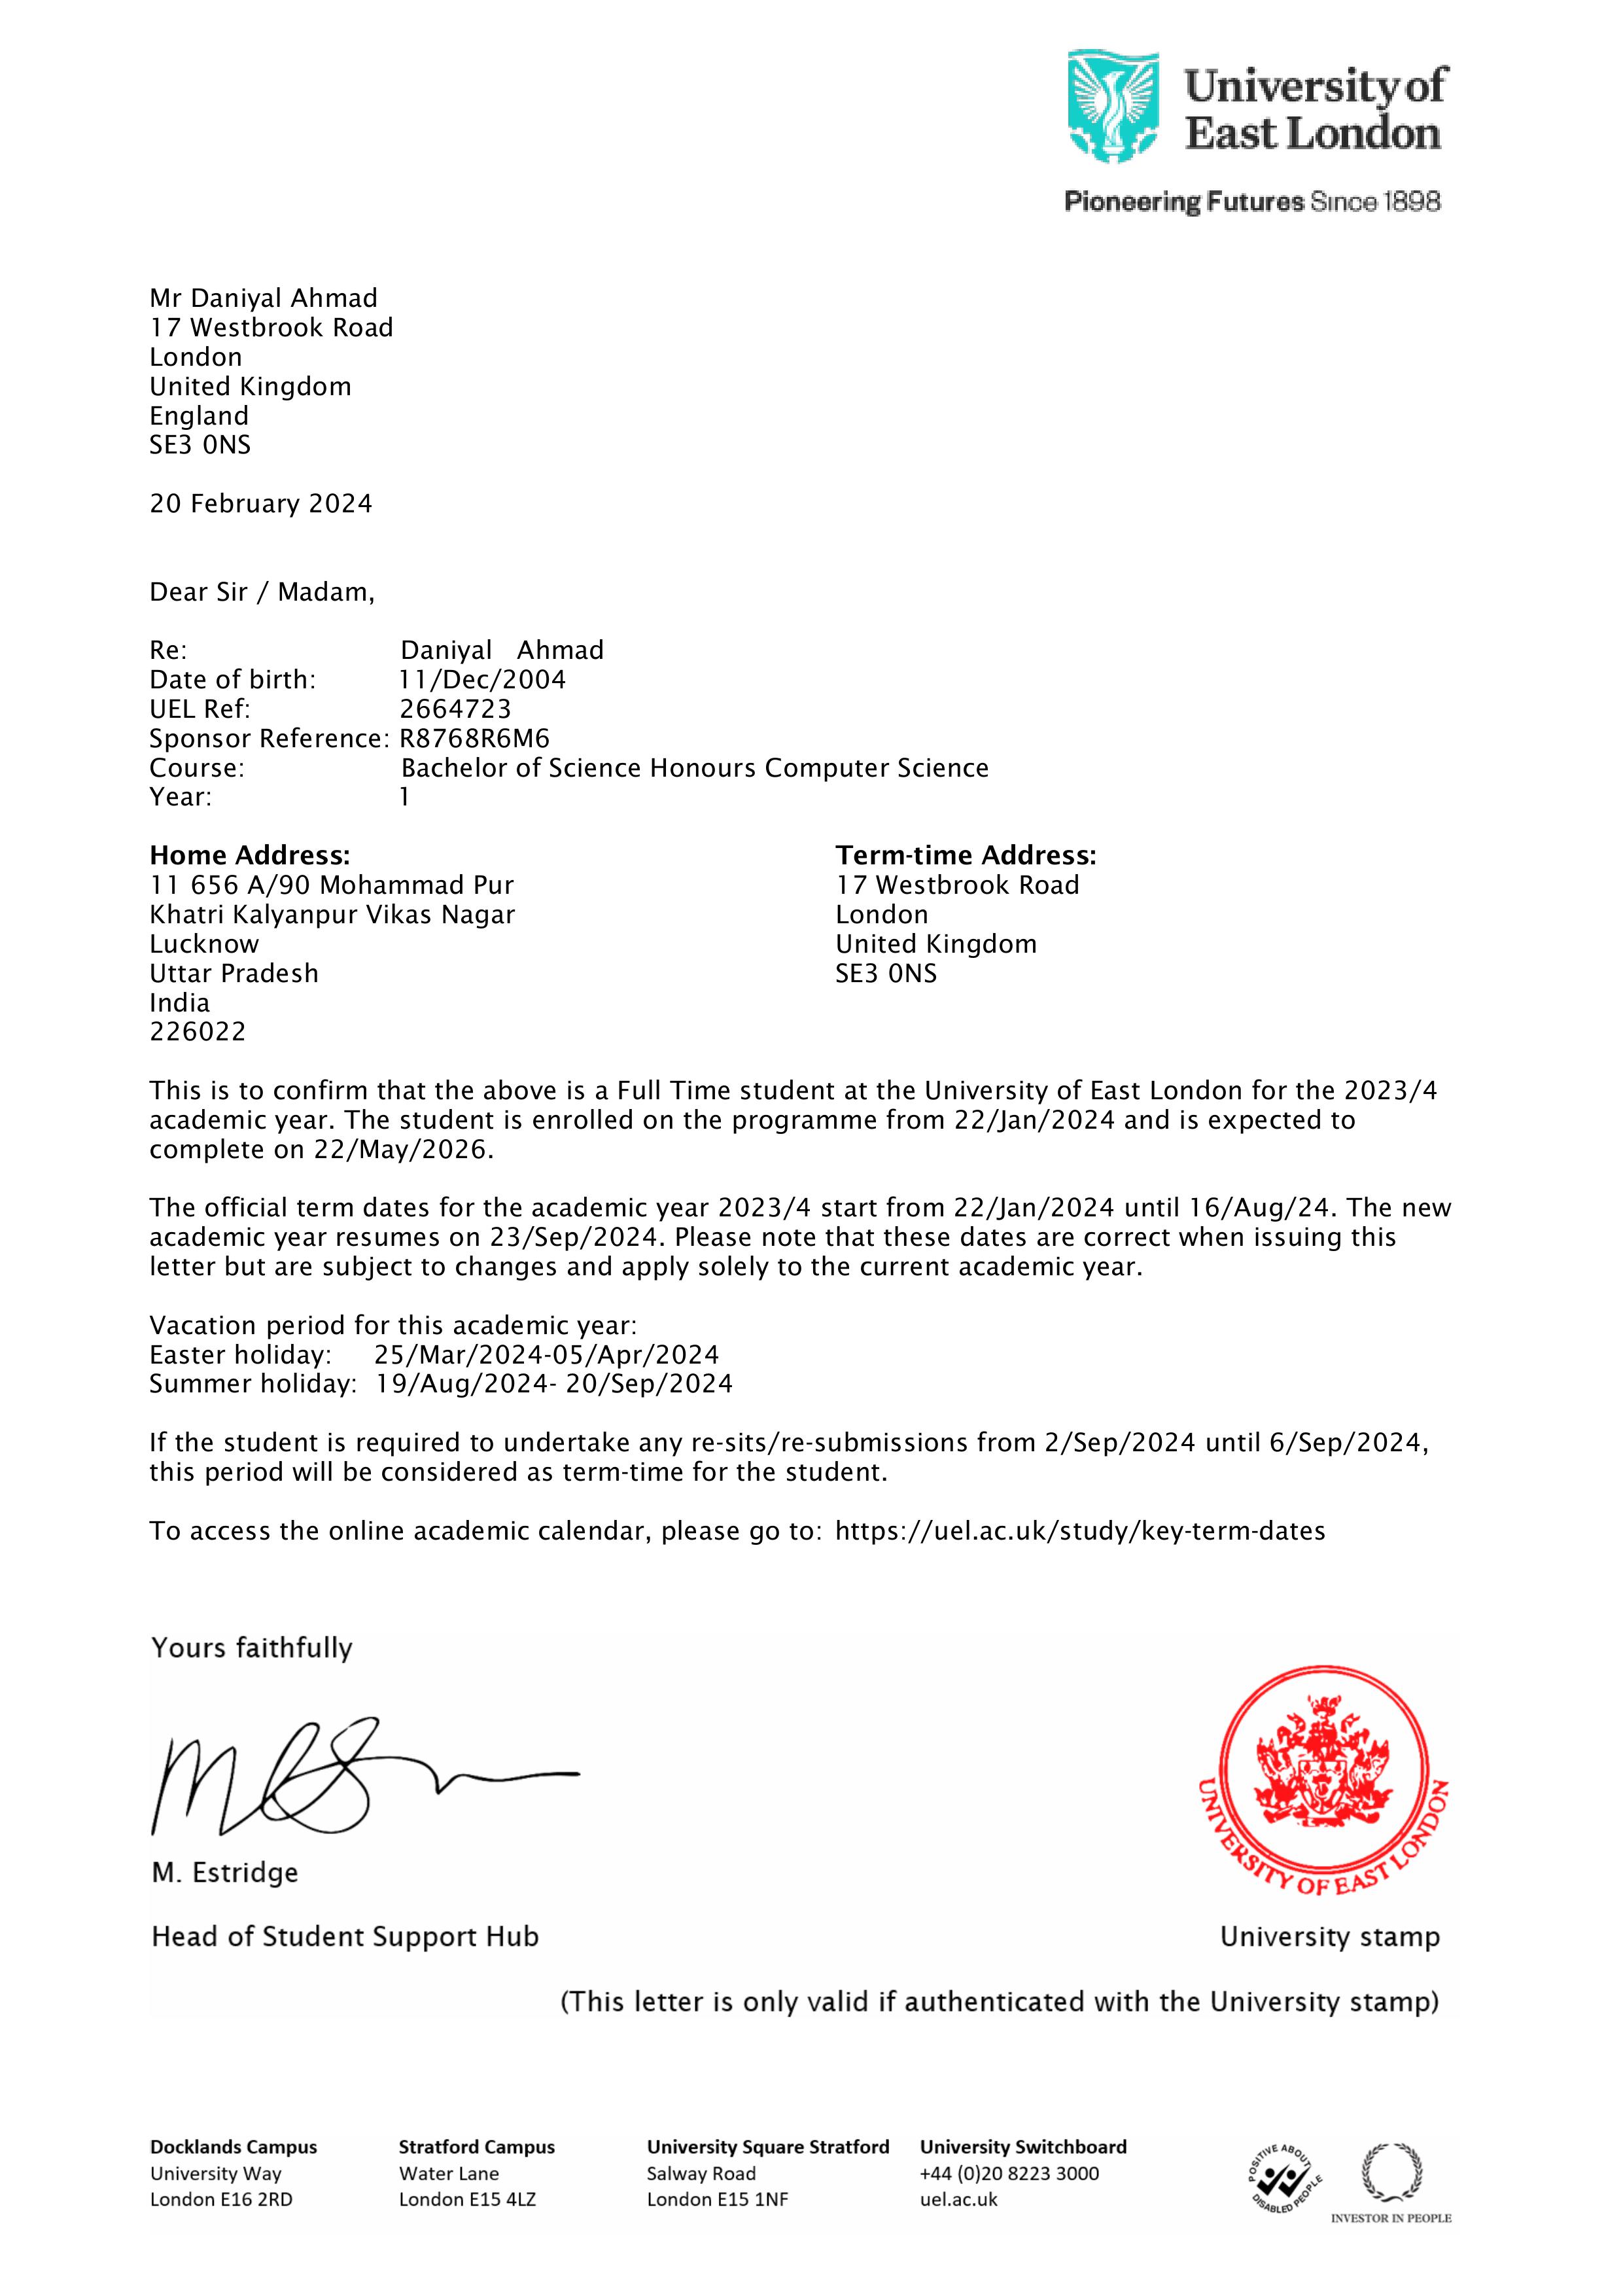 University of
East London
Pioneering Futures Since 1898
Mr Daniyal Ahmad
17 Westbrook Road
London
United Kingdom
England
SE3 0NS
20 February 2024
Dear Sir / Madam,
Re: Daniyal Ahmad
Date of birth: 11/Dec/2004
UEL Ref: 2664723
Sponsor Reference: R8768R6M6
Course: Bachelor of Science Honours Computer Science
Year: 1
Home Address:
11 656 A/90 Mohammad Pur
Khatri Kalyanpur Vikas Nagar
Lucknow
Uttar Pradesh
India
226022
Term-time Address:
17 Westbrook Road
London
United Kingdom
SE3 0NS
This is to confirm that the above is a Full Time student at the University of East London for the 2023/4
academic year. The student is enrolled on the programme from 22/Jan/2024 and is expected to
complete on 22/May/2026.
The official term dates for the academic year 2023/4 start from 22/Jan/2024 until 16/Aug/24. The new
academic year resumes on 23/Sep/2024. Please note that these dates are correct when issuing this
letter but are subject to changes and apply solely to the current academic year.
Vacation period for this academic year:
Easter holiday: 25/Mar/2024-05/Apr/2024
Summer holiday: 19/Aug/2024- 20/Sep/2024
If the student is required to undertake any re-sits/re-submissions from 2/Sep/2024 until 6/Sep/2024,
this period will be considered as term-time for the student.
To access the online academic calendar, please go to: https://uel.ac.uk/study/key-term-dates
Yours faithfully
M. Estridge
Head of Student Support Hub
UNIVERSITY OF EAST LONDON
University stamp
(This letter is only valid if authenticated with the University stamp)
Docklands Campus
University Way
London E16 2RD
Stratford Campus
Water Lane
London E15 4LZ
University Square Stratford
Salway Road
London E15 1NF
University Switchboard
+44 (0)20 8223 3000
uel.ac.uk
POSITIVE ABOUT
DISABLED PEOPLE
INVESTOR IN PEOPLE